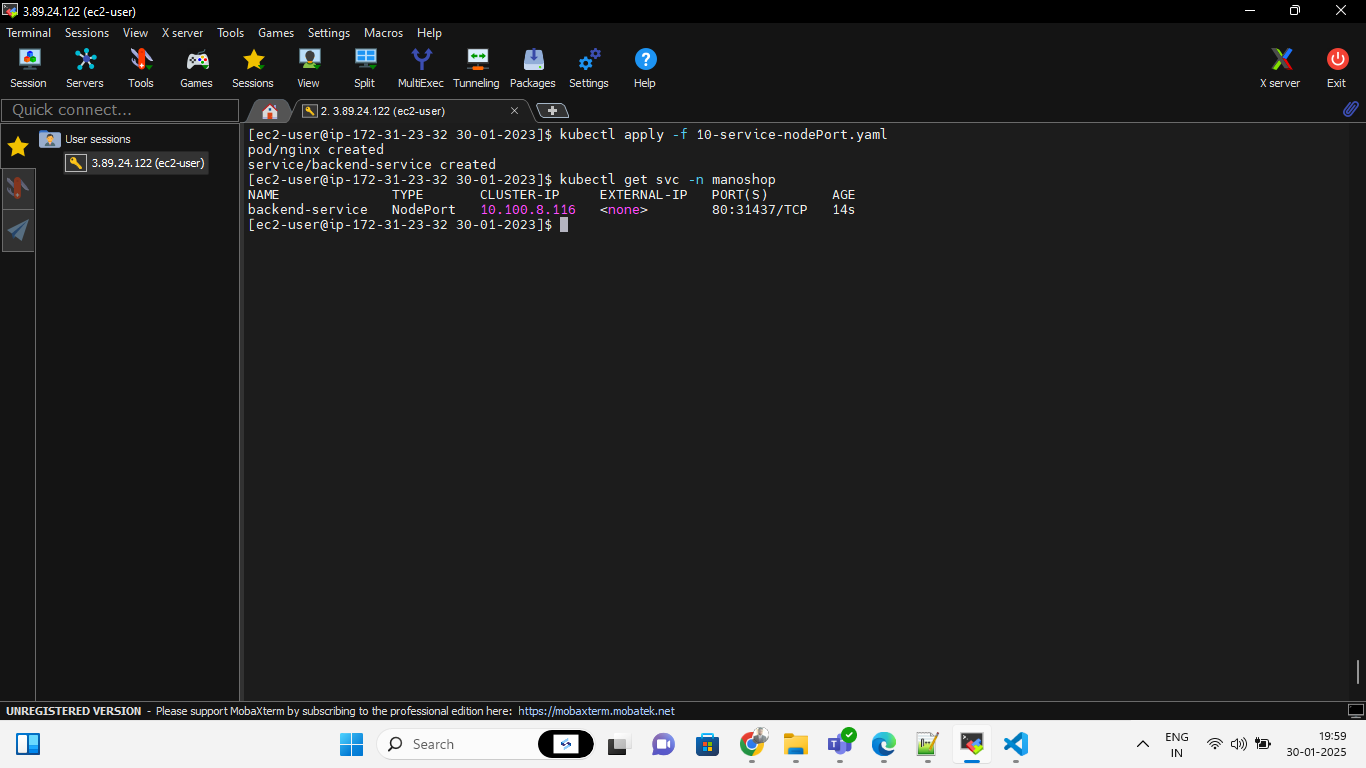 3.89.24.122 (ec2-user)
Terminal Sessions View X server Tools Games Settings Macros Help
Session Servers Tools Games Sessions View Split MultiExec Tunneling Packages Settings Help X server Exit
Quick connect...
2. 3.89.24.122 (ec2-user)
User sessions
3.89.24.122 (ec2-user)
[ec2-user@ip-172-31-23-32 30-01-2023]$ kubectl apply -f 10-service-nodePort.yaml
pod/nginx created
service/backend-service created
[ec2-user@ip-172-31-23-32 30-01-2023]$ kubectl get svc -n manoshop
NAME TYPE CLUSTER-IP EXTERNAL-IP PORT(S) AGE
backend-service NodePort 10.100.8.116 <none> 80:31437/TCP 14s
[ec2-user@ip-172-31-23-32 30-01-2023]$
UNREGISTERED VERSION - Please support MobaXterm by subscribing to the professional edition here: https://mobaxterm.mobatek.net
Search
ENG
IN
19:59
30-01-2025